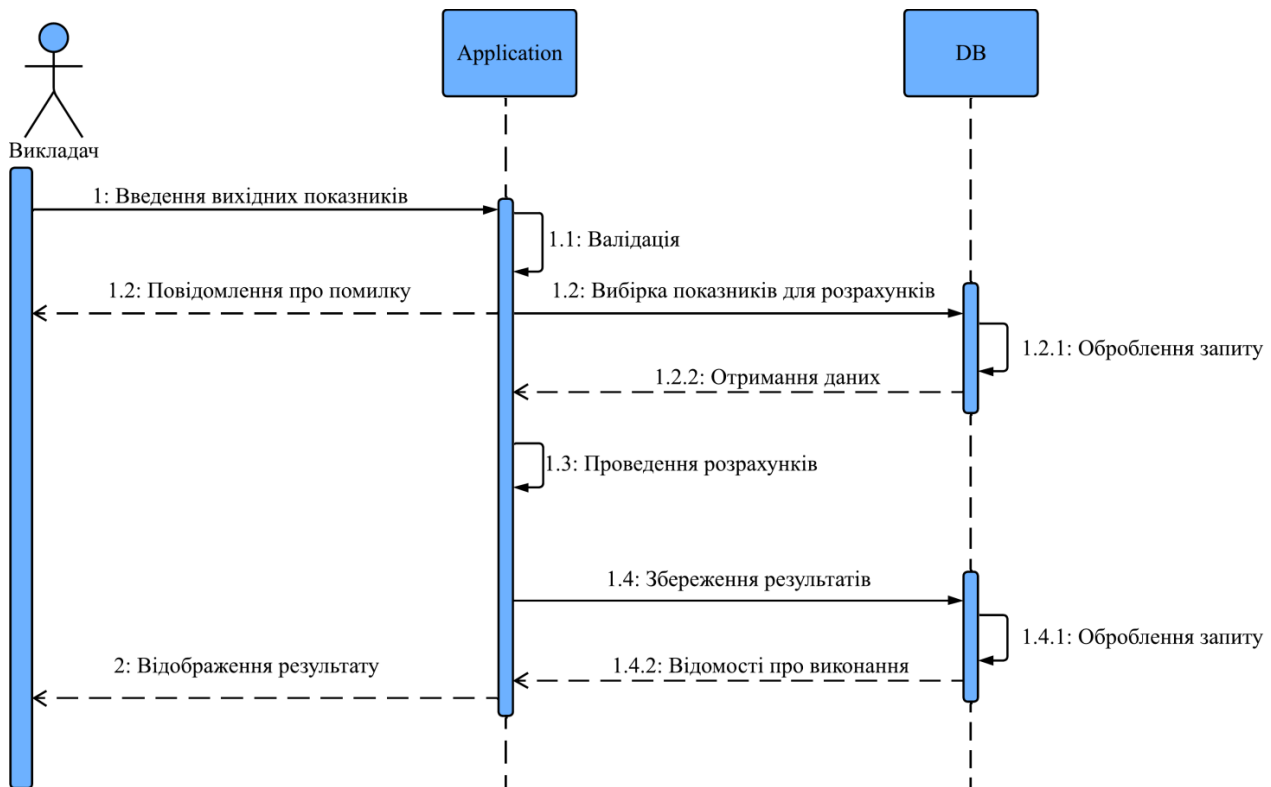 Application
DB
Викладач
1: Введення вихідних показників
1.1: Валідація
1.2: Повідомлення про помилку
1.2: Вибірка показників для розрахунків
1.2.1: Оброблення запиту
1.2.2: Отримання даних
1.3: Проведення розрахунків
1.4: Збереження результатів
1.4.1: Оброблення запиту
2: Відображення результату
1.4.2: Відомості про виконання